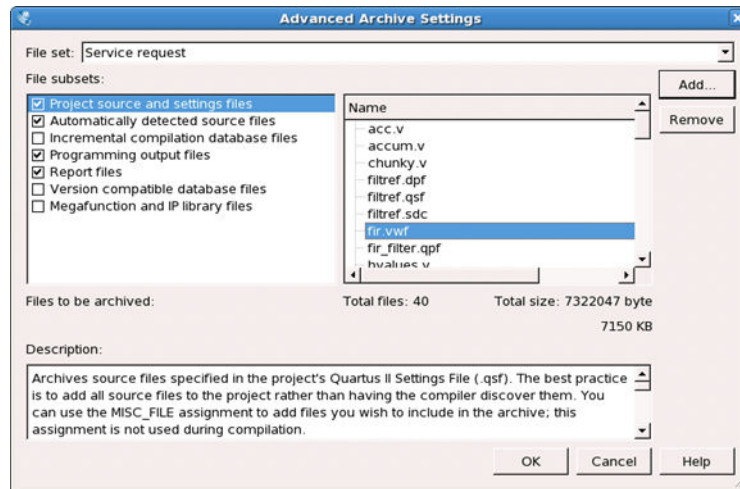 Advanced Archive Settings
File set: Service request
File subsets:
Add...
Remove
Project source and settings files
Automatically detected source files
Incremental compilation database files
Programming output files
Report files
Version compatible database files
Megafunction and IP library files
Name
acc.v
accum.v
chunky.v
filtref.dpf
filtref.qsf
filtref.sdc
fir.vwf
fir_filter.qpf
hvalues.v
Files to be archived:
Total files: 40
Total size: 7322047 byte
7150 KB
Description:
Archives source files specified in the project's Quartus II Settings File (.qsf). The best practice
is to add all source files to the project rather than having the compiler discover them. You
can use the MISC_FILE assignment to add files you wish to include in the archive; this
assignment is not used during compilation.
OK
Cancel
Help